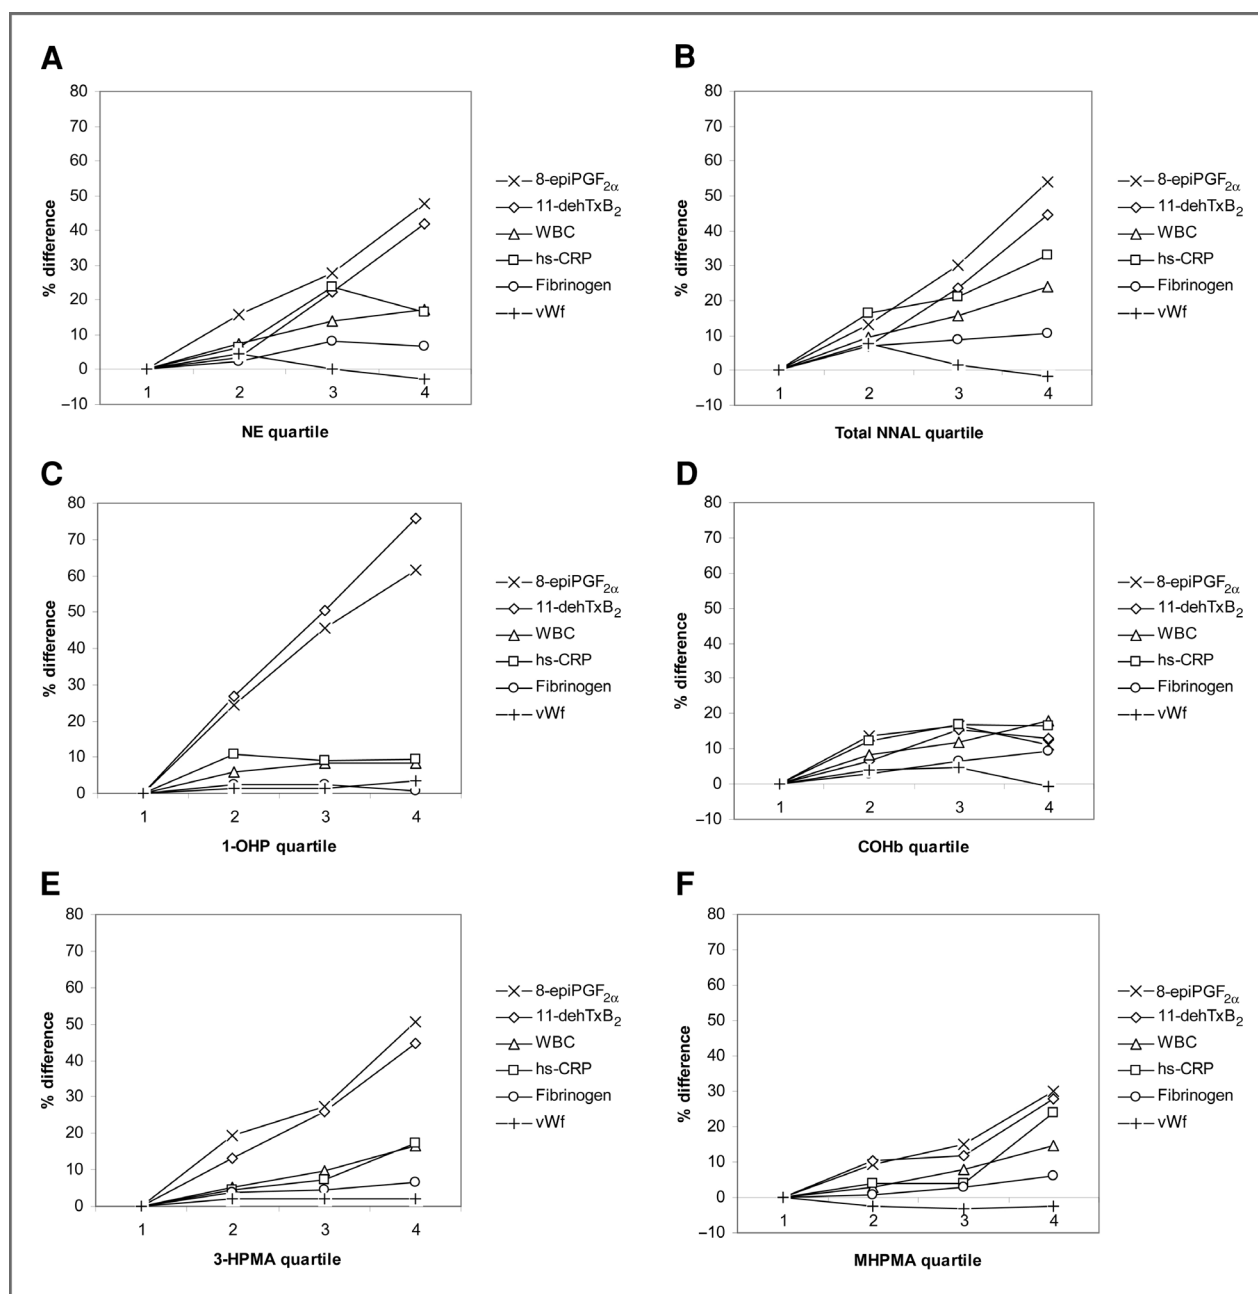 A
80
70
60
50
40
30
20
10
0
–10
% difference
1 2 3 4
NE quartile
8-epiPGF2α
11-dehTxB2
WBC
hs-CRP
Fibrinogen
vWf
B
80
70
60
50
40
30
20
10
0
–10
% difference
1 2 3 4
Total NNAL quartile
8-epiPGF2α
11-dehTxB2
WBC
hs-CRP
Fibrinogen
vWf
C
80
70
60
50
40
30
20
10
0
% difference
1 2 3 4
1-OHP quartile
8-epiPGF2α
11-dehTxB2
WBC
hs-CRP
Fibrinogen
vWf
D
80
70
60
50
40
30
20
10
0
–10
% difference
1 2 3 4
COHb quartile
8-epiPGF2α
11-dehTxB2
WBC
hs-CRP
Fibrinogen
vWf
E
80
70
60
50
40
30
20
10
0
% difference
1 2 3 4
3-HPMA quartile
8-epiPGF2α
11-dehTxB2
WBC
hs-CRP
Fibrinogen
vWf
F
80
70
60
50
40
30
20
10
0
–10
% difference
1 2 3 4
MHPMA quartile
8-epiPGF2α
11-dehTxB2
WBC
hs-CRP
Fibrinogen
vWf